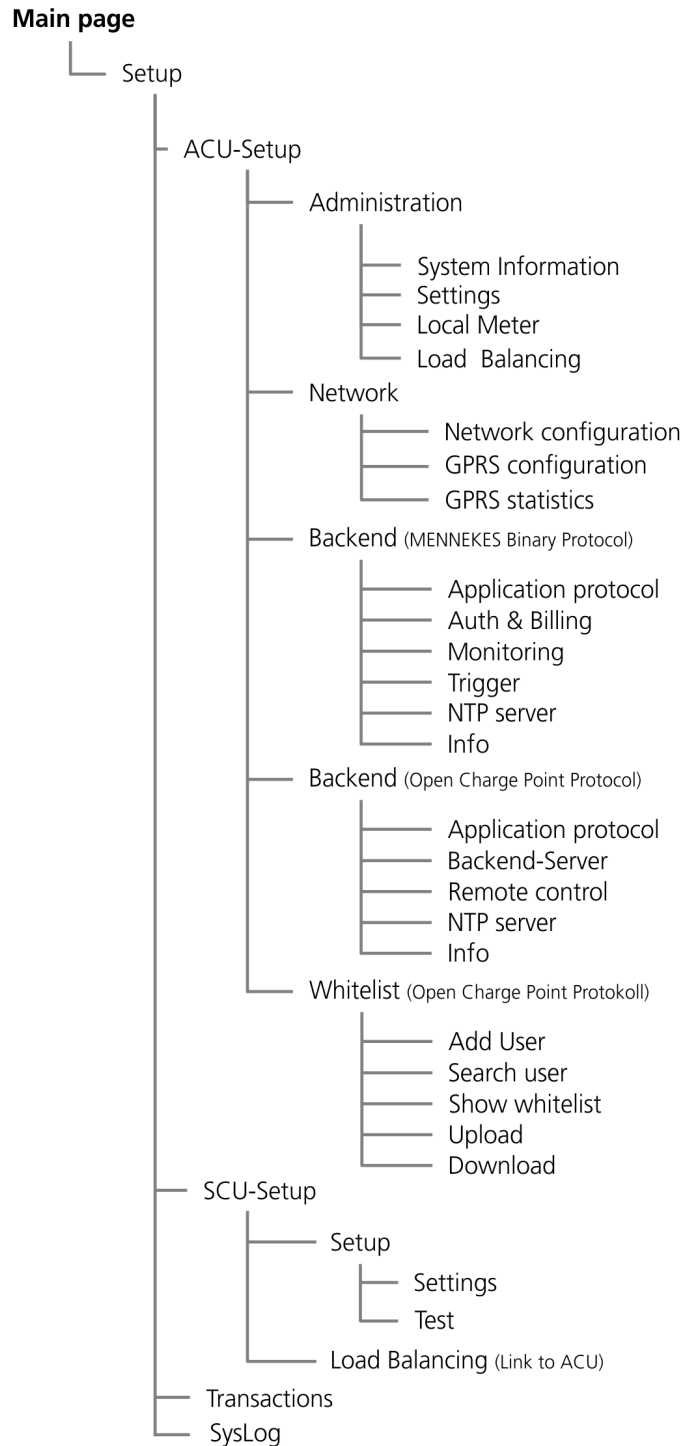 Main page
Setup
ACU-Setup
Administration
System Information
Settings
Local Meter
Load Balancing
Network
Network configuration
GPRS configuration
GPRS statistics
Backend (MENNEKES Binary Protocol)
Application protocol
Auth & Billing
Monitoring
Trigger
NTP server
Info
Backend (Open Charge Point Protocol)
Application protocol
Backend-Server
Remote control
NTP server
Info
Whitelist (Open Charge Point Protokoll)
Add User
Search user
Show whitelist
Upload
Download
SCU-Setup
Setup
Settings
Test
Load Balancing (Link to ACU)
Transactions
SysLog